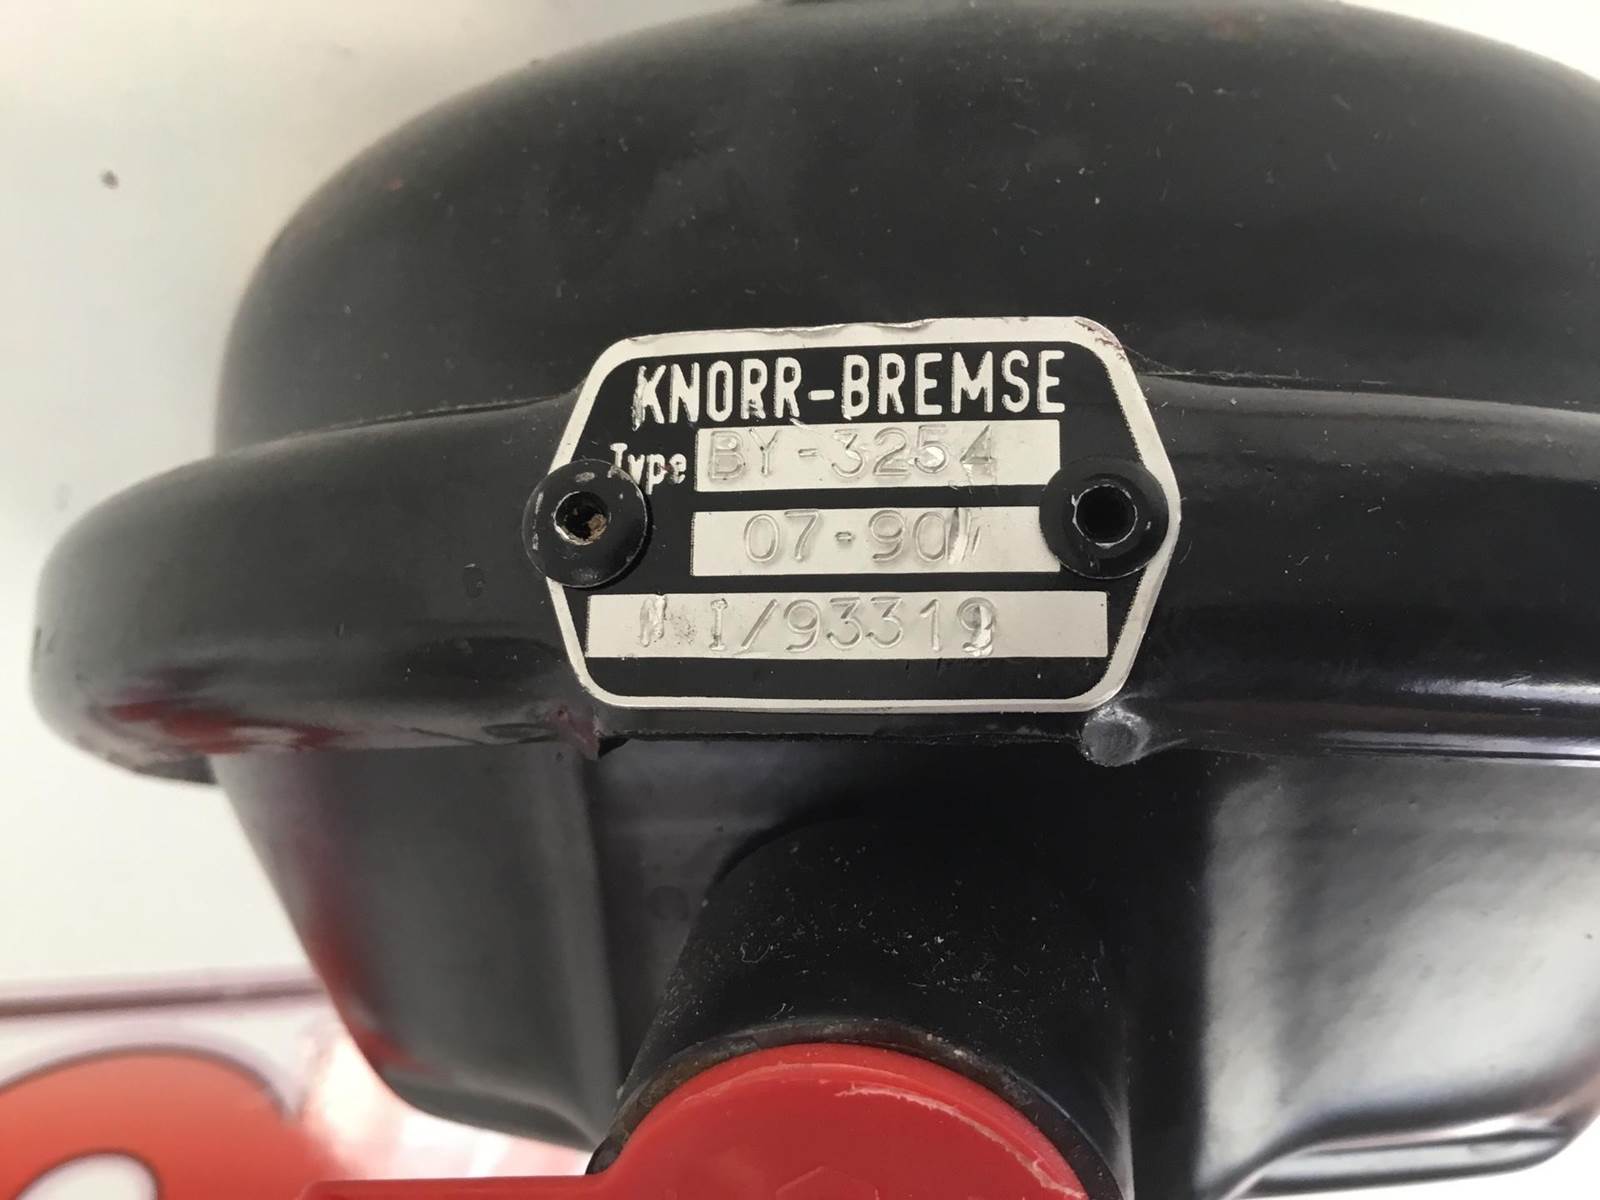 KNORR-BREMSE
Type BY-3254
07-90
I/93319